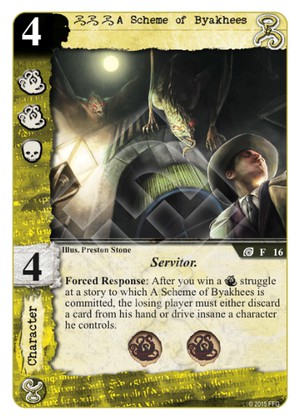 4
A Scheme of Byakhees
Illus. Preston Stone
F 16
4
Servitor.
Forced Response: After you win a struggle
at a story to which A Scheme of Byakhees is
committed, the losing player must either discard
a card from his hand or drive insane a character
he controls.
Character
© 2015 FFG